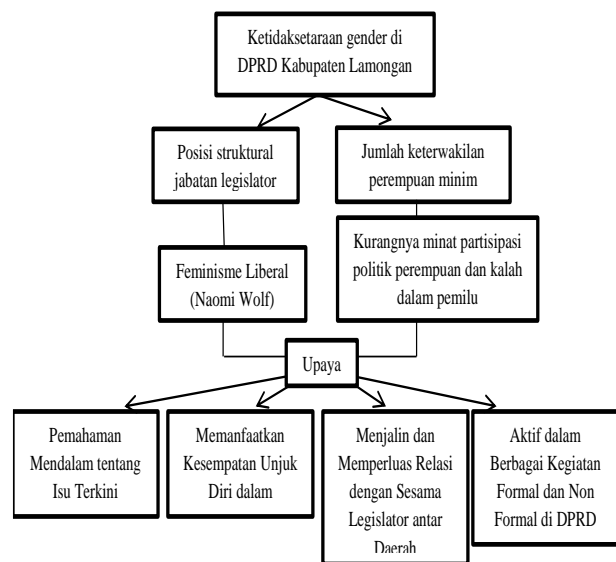 Ketidaksetaraan gender di
DPRD Kabupaten Lamongan
Posisi struktural
jabatan legislator
Jumlah keterwakilan
perempuan minim
Feminisme Liberal
(Naomi Wolf)
Kurangnya minat partisipasi
politik perempuan dan kalah
dalam pemilu
Upaya
Pemahaman
Mendalam tentang
Isu Terkini
Memanfaatkan
Kesempatan Unjuk
Diri dalam
Menjalin dan
Memperluas Relasi
dengan Sesama
Legislator antar
Daerah
Aktif dalam
Berbagai Kegiatan
Formal dan Non
Formal di DPRD